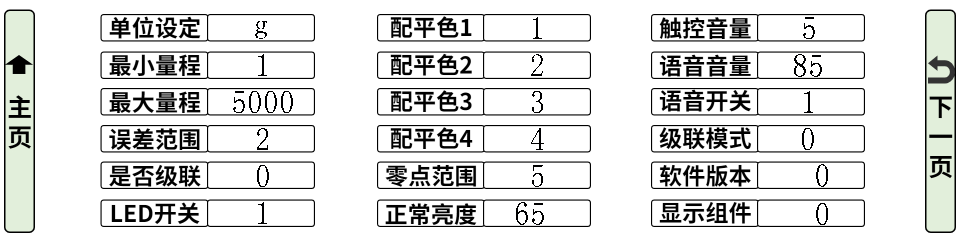 主页
单位设定 g
最小量程 1
最大量程 5000
误差范围 2
是否级联 0
LED开关 1
配平色1 1
配平色2 2
配平色3 3
配平色4 4
零点范围 5
正常亮度 65
触控音量 5
语音音量 85
语音开关 1
级联模式 0
软件版本 0
显示组件 0
下一页